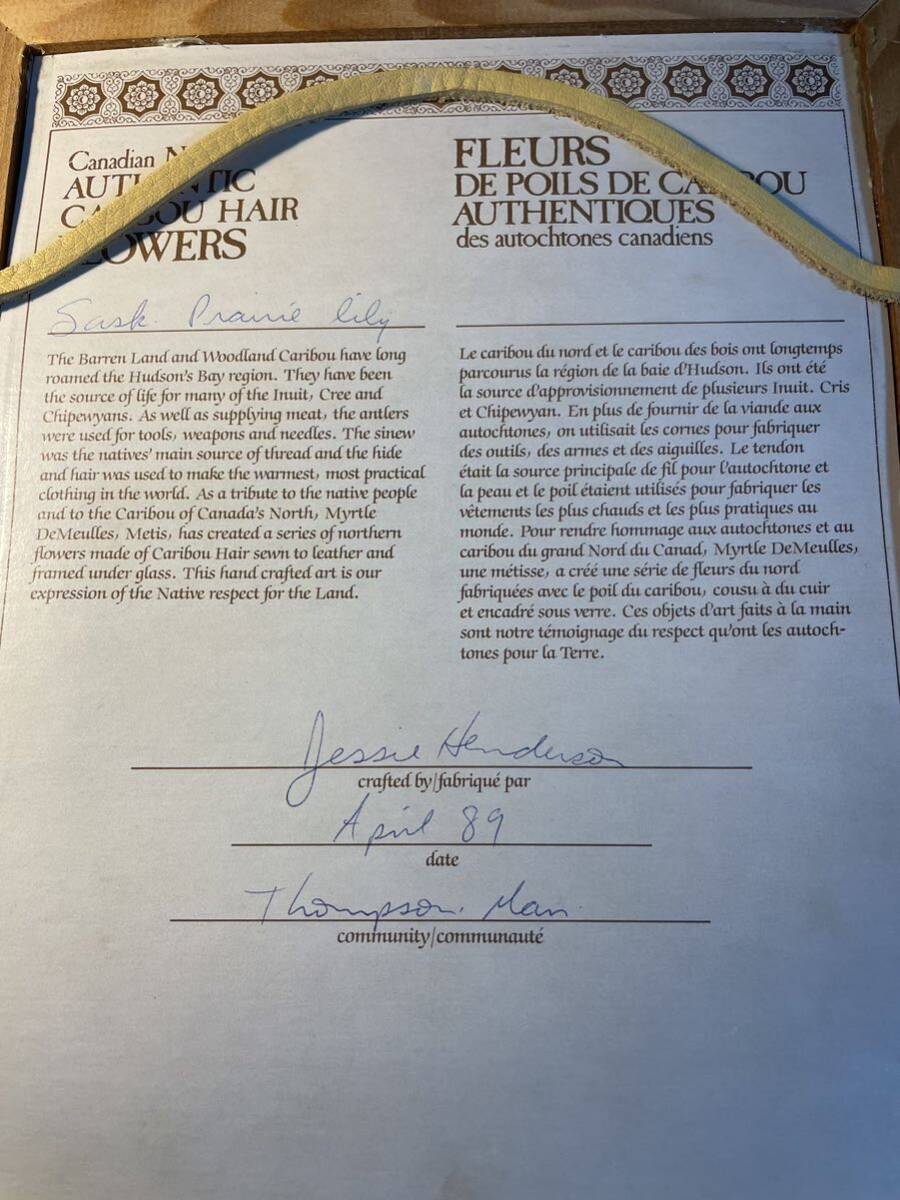 Canadian
CARIBOU HAIR
FLOWERS
Sask. Prairie lily
The Barren Land and Woodland Caribou have long
roamed the Hudson's Bay region. They have been
the source of life for many of the Inuit, Cree and
Chipewyans. As well as supplying meat, the antlers
were used for tools, weapons and needles. The sinew
was the natives' main source of thread and the hide
and hair was used to make the warmest, most practical
clothing in the world. As a tribute to the native people
and to the Caribou of Canada's North, Myrtle
DeMeulles, Metis, has created a series of northern
flowers made of Caribou Hair sewn to leather and
framed under glass. This hand crafted art is our
expression of the Native respect for the Land.
FLEURS
DE POILS DE CARIBOU
AUTHENTIQUES
des autochtones canadiens
Le caribou du nord et le caribou des bois ont longtemps
parcourus la région de la baie d'Hudson. Ils ont été
la source d'approvisionnement de plusieurs Inuit. Cris
et Chipewyan. En plus de fournir de la viande aux
autochtones, on utilisait les cornes pour fabriquer
des outils, des armes et des aiguilles. Le tendon
était la source principale de fil pour l'autochtone et
la peau et le poil étaient utilisés pour fabriquer les
vêtements les plus chauds et les plus pratiques au
monde. Pour rendre hommage aux autochtones et au
caribou du grand Nord du Canad, Myrtle DeMeulles,
une métisse, a créé une série de fleurs du nord
fabriquées avec le poil du caribou, cousu à du cuir
et encadré sous verre. Ces objets d'art faits à la main
sont notre témoignage du respect qu'ont les autoch-
tones pour la Terre.
Jessie Henderson
crafted by/fabriqué par
April 89
date
Thompson. Man.
community/communauté